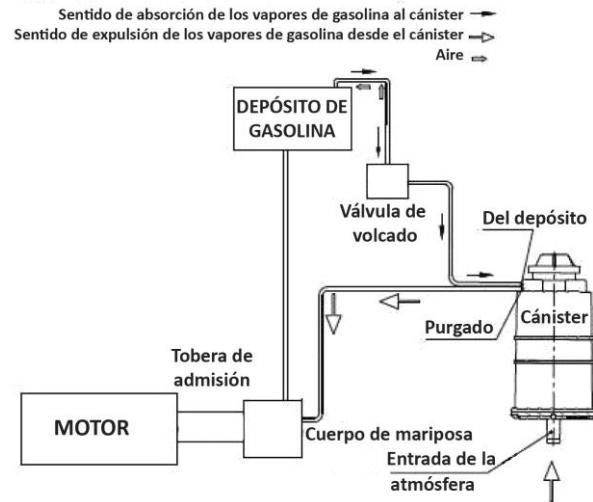 Sentido de absorción de los vapores de gasolina al cánister
Sentido de expulsión de los vapores de gasolina desde el cánister
Aire
DEPÓSITO DE
GASOLINA
Válvula de
volcado
Del depósito
Cánister
Purgado
Tobera de
admisión
MOTOR
Cuerpo de mariposa
Entrada de la
atmósfera